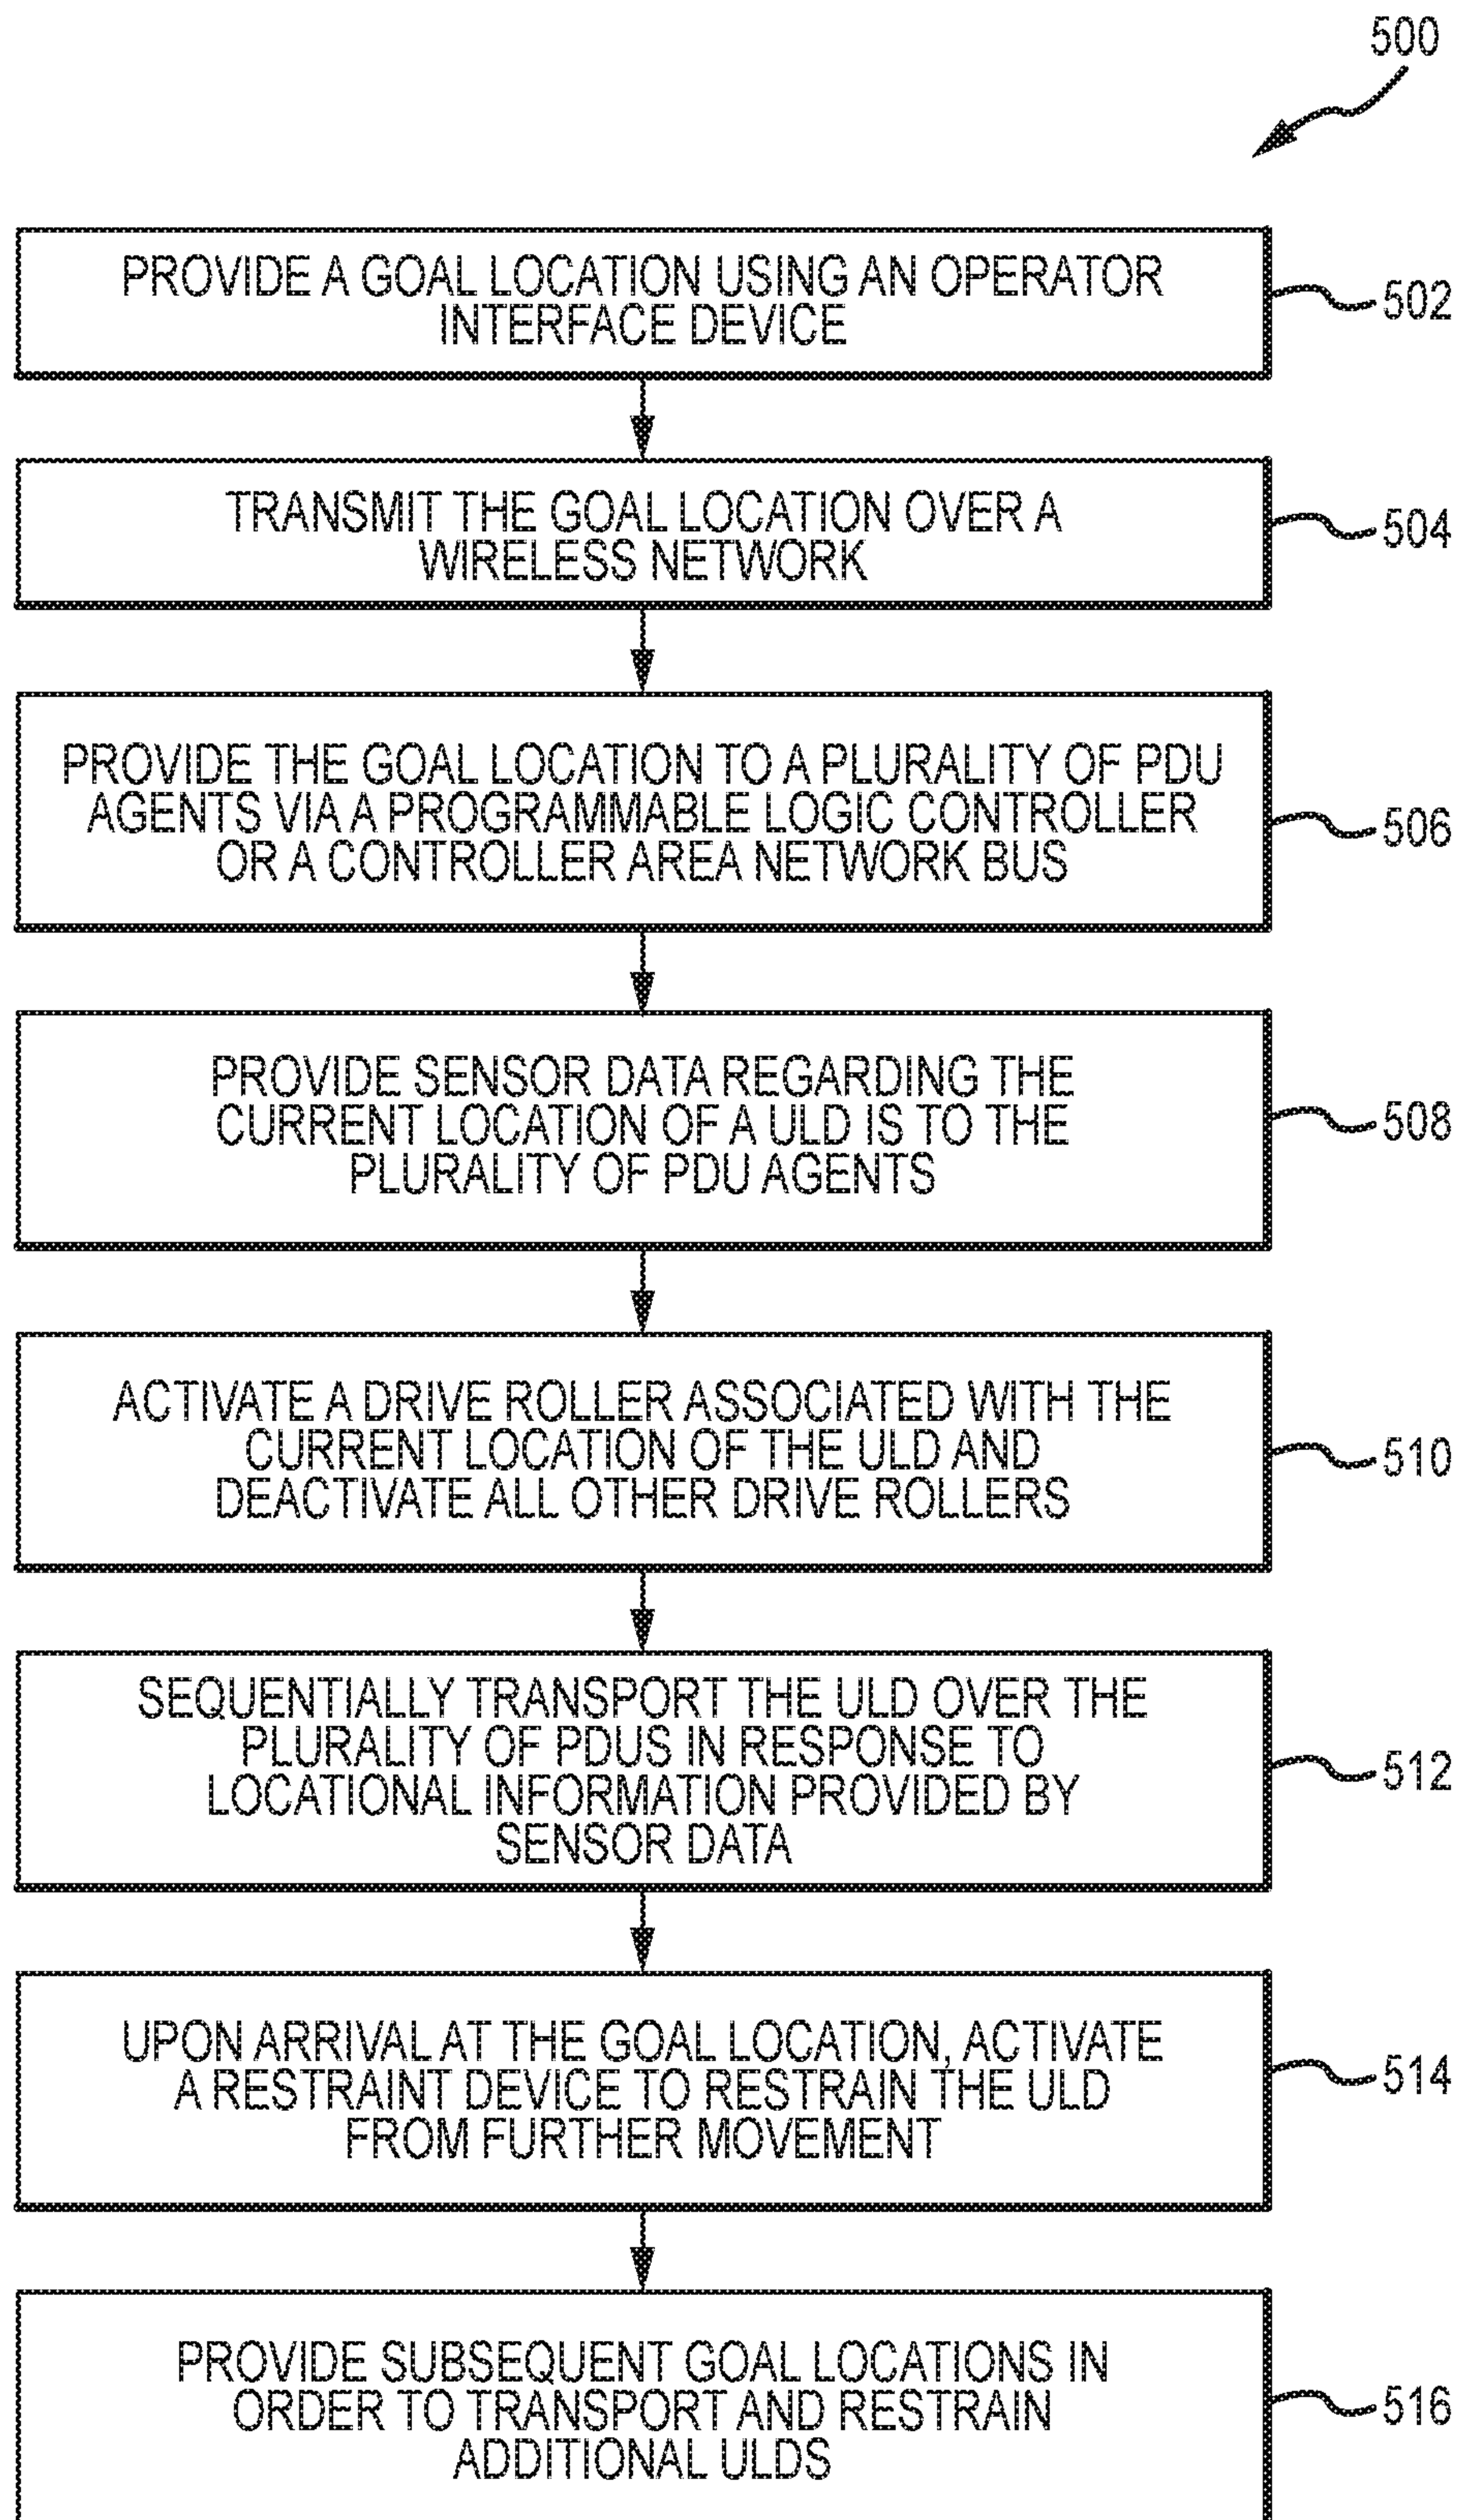 500
PROVIDE A GOAL LOCATION USING AN OPERATOR
INTERFACE DEVICE
502
TRANSMIT THE GOAL LOCATION OVER A
WIRELESS NETWORK
504
PROVIDE THE GOAL LOCATION TO A PLURALITY OF PDU
AGENTS VIA A PROGRAMMABLE LOGIC CONTROLLER
OR A CONTROLLER AREA NETWORK BUS
506
PROVIDE SENSOR DATA REGARDING THE
CURRENT LOCATION OF A ULD IS TO THE
PLURALITY OF PDU AGENTS
508
ACTIVATE A DRIVE ROLLER ASSOCIATED WITH THE
CURRENT LOCATION OF THE ULD AND
DEACTIVATE ALL OTHER DRIVE ROLLERS
510
SEQUENTIALLY TRANSPORT THE ULD OVER THE
PLURALITY OF PDUS IN RESPONSE TO
LOCATIONAL INFORMATION PROVIDED BY
SENSOR DATA
512
UPON ARRIVAL AT THE GOAL LOCATION, ACTIVATE
A RESTRAINT DEVICE TO RESTRAIN THE ULD
FROM FURTHER MOVEMENT
514
PROVIDE SUBSEQUENT GOAL LOCATIONS IN
ORDER TO TRANSPORT AND RESTRAIN
ADDITIONAL ULDS
516